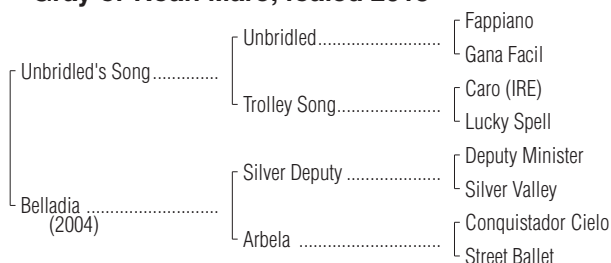 Gray or Roan Mare; foaled 2013
Fappiano
Unbridled..............................
Gana Facil
Unbridled's Song................
Caro (IRE)
Trolley Song.........................
Lucky Spell
Deputy Minister
Silver Deputy ......................
Silver Valley
Belladia ................................
(2004)
Conquistador Cielo
Arbela ..................................
Street Ballet